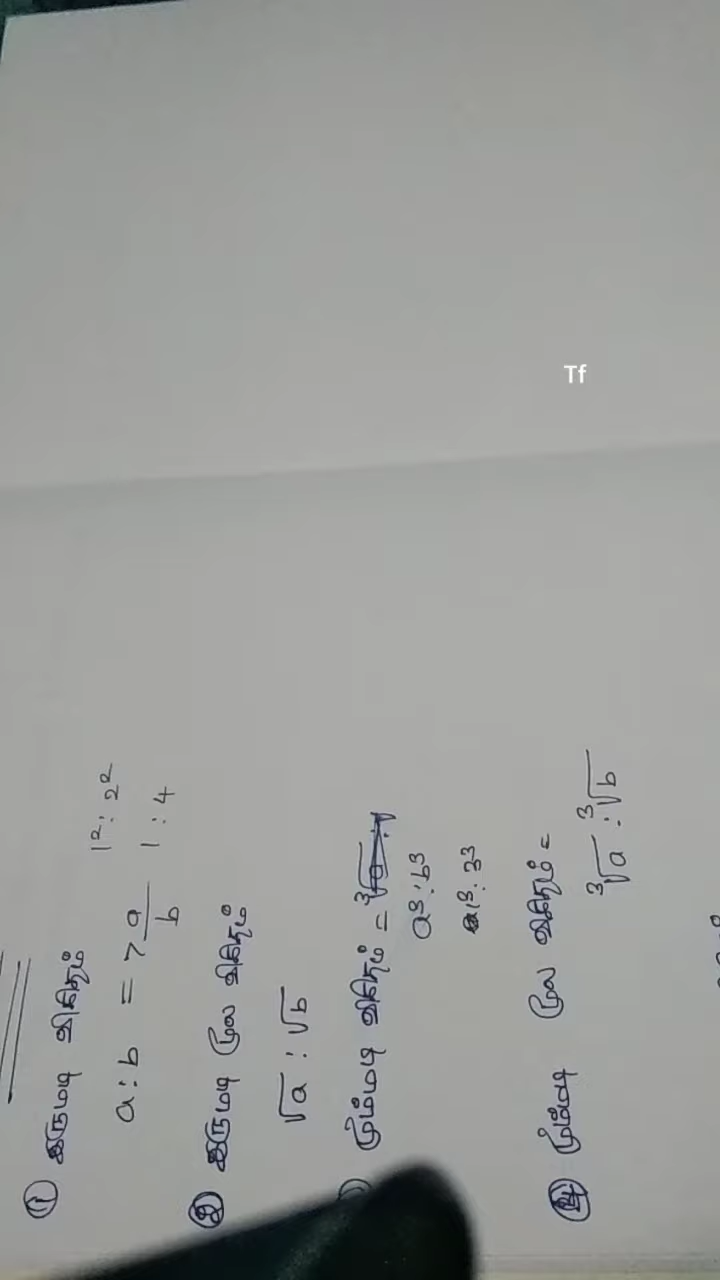 ① இருமடி விகிதம்
a : b => a/b
1² : 2²
1 : 4
② இருமடி மூல விகிதம்
√a : √b
மும்மடி விகிதம் =
a³ : b³
1³ : 3³
④ மும்மடி மூல விகிதம் =
³√a : ³√b
Tf